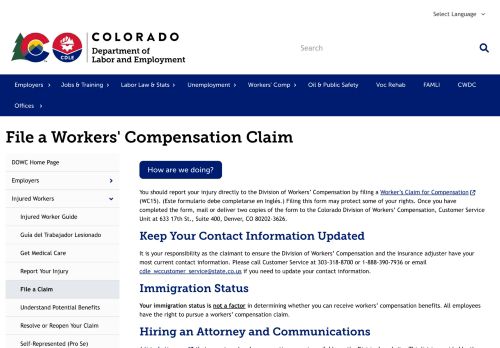 Select Language
COLORADO
Department of
Labor and Employment
CDLE
Search
Employers
Jobs & Training
Labor Law & Stats
Unemployment
Workers' Comp
Oil & Public Safety
Voc Rehab
FAMLI
CWDC
Offices
File a Workers' Compensation Claim
DOWC Home Page
Employers
Injured Workers
Injured Worker Guide
Guía del Trabajador Lesionado
Get Medical Care
Report Your Injury
File a Claim
Understand Potential Benefits
Resolve or Reopen Your Claim
Self-Represented (Pro Se)
How are we doing?
You should report your injury directly to the Division of Workers' Compensation by filing a Worker's Claim for Compensation
(WC15). (Este formulario debe completarse en inglés.) Filing this form may protect some of your rights. Once you have
completed the form, mail or deliver two copies of the form to the Colorado Division of Workers' Compensation, Customer Service
Unit at 633 17th St., Suite 400, Denver, CO 80202-3626.
Keep Your Contact Information Updated
It is your responsibility as the claimant to ensure the Division of Workers' Compensation and the insurance adjuster have your
most current contact information. Please call Customer Service at 303-318-8700 or 1-888-390-7936 or email
cdle_wccustomer_service@state.co.us if you need to update your contact information.
Immigration Status
Your immigration status is not a factor in determining whether you can receive workers' compensation benefits. All employees
have the right to pursue a workers' compensation claim.
Hiring an Attorney and Communications